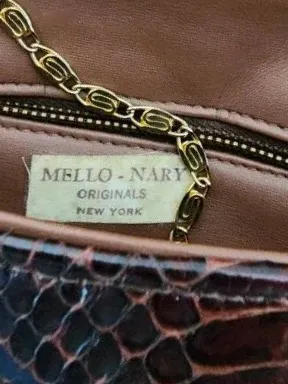 MELLO - NARY
ORIGINALS
NEW YORK